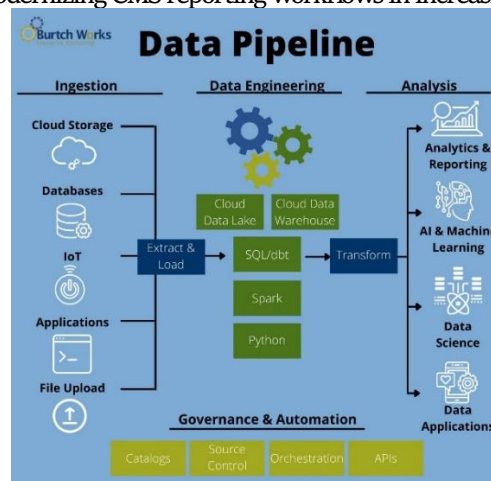 Burtch Works
Data Pipeline
Ingestion
Data Engineering
Analysis
Cloud Storage
Databases
IoT
Applications
File Upload
Extract &
Load
Cloud
Data Lake
Cloud Data
Warehouse
SQL/dbt
Spark
Python
Transform
Analytics &
Reporting
AI & Machine
Learning
Data
Science
Data
Applications
Governance & Automation
Catalogs
Source
Control
Orchestration
APIs